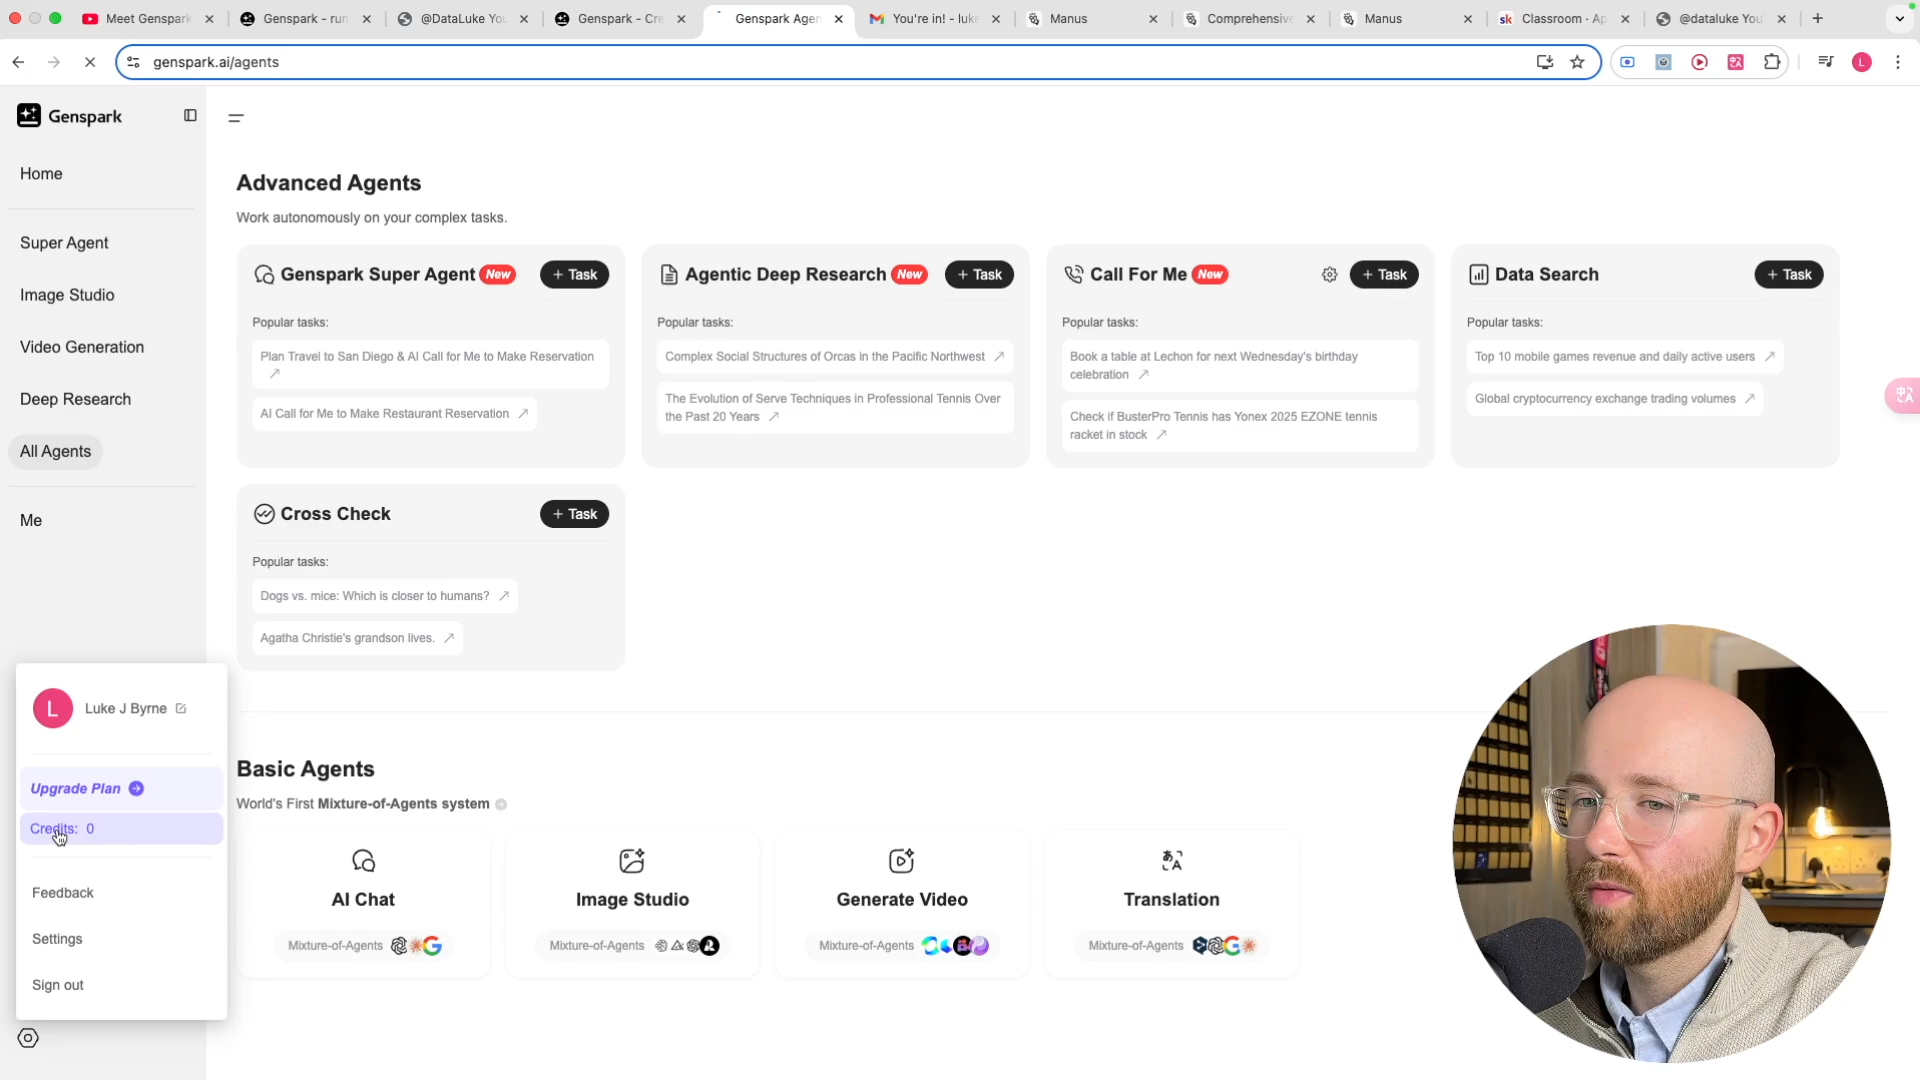 Meet Genspark
Genspark - run
@DataLuke You
Genspark - Cre
Genspark Agen
You're in! - luke
Manus
Comprehensive
Manus
Classroom - Ap
@dataluke You
genspark.ai/agents
L
Genspark
Home
Super Agent
Image Studio
Video Generation
Deep Research
All Agents
Me
Advanced Agents
Work autonomously on your complex tasks.
Genspark Super Agent New + Task
Popular tasks:
Plan Travel to San Diego & AI Call for Me to Make Reservation
AI Call for Me to Make Restaurant Reservation
Agentic Deep Research New + Task
Popular tasks:
Complex Social Structures of Orcas in the Pacific Northwest
The Evolution of Serve Techniques in Professional Tennis Over
the Past 20 Years
Call For Me New + Task
Popular tasks:
Book a table at Lechon for next Wednesday's birthday
celebration
Check if BusterPro Tennis has Yonex 2025 EZONE tennis
racket in stock
Data Search + Task
Popular tasks:
Top 10 mobile games revenue and daily active users
Global cryptocurrency exchange trading volumes
Cross Check + Task
Popular tasks:
Dogs vs. mice: Which is closer to humans?
Agatha Christie's grandson lives.
L Luke J Byrne
Upgrade Plan
Credits: 0
Feedback
Settings
Sign out
Basic Agents
World's First Mixture-of-Agents system
AI Chat
Mixture-of-Agents
Image Studio
Mixture-of-Agents
Generate Video
Mixture-of-Agents
Translation
Mixture-of-Agents